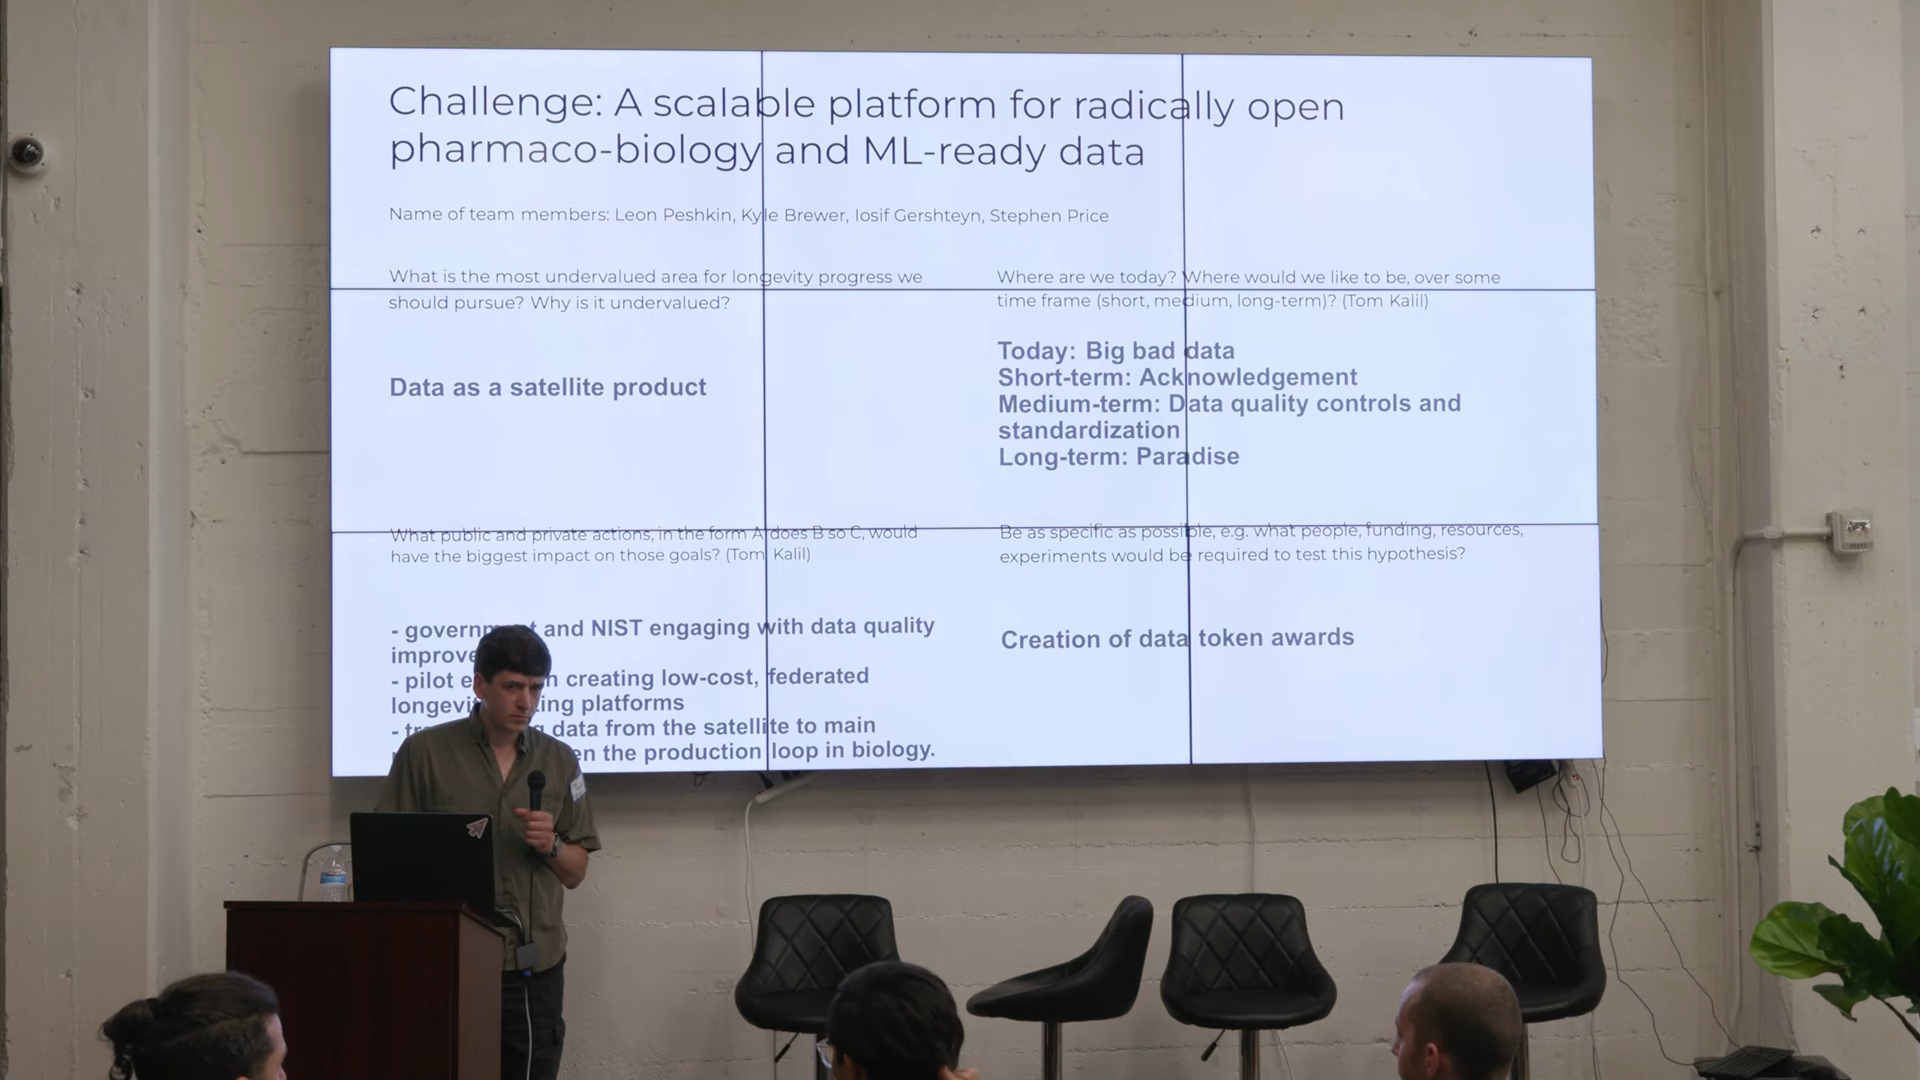 Challenge: A scalable platform for radically open
pharmaco-biology and ML-ready data
Name of team members: Leon Peshkin, Kyle Brewer, Iosif Gershteyn, Stephen Price
What is the most undervalued area for longevity progress we
should pursue? Why is it undervalued?
Data as a satellite product
Where are we today? Where would we like to be, over some
time frame (short, medium, long-term)? (Tom Kalil)
Today: Big bad data
Short-term: Acknowledgement
Medium-term: Data quality controls and
standardization
Long-term: Paradise
What public and private actions, in the form A does B so C, would
have the biggest impact on those goals? (Tom Kalil)
- and NIST engaging with data quality
- pilot creating low-cost, federated
platforms
- data from the satellite to main
the production loop in biology.
Be as specific as possible, e.g. what people, funding, resources,
experiments would be required to test this hypothesis?
Creation of data token awards